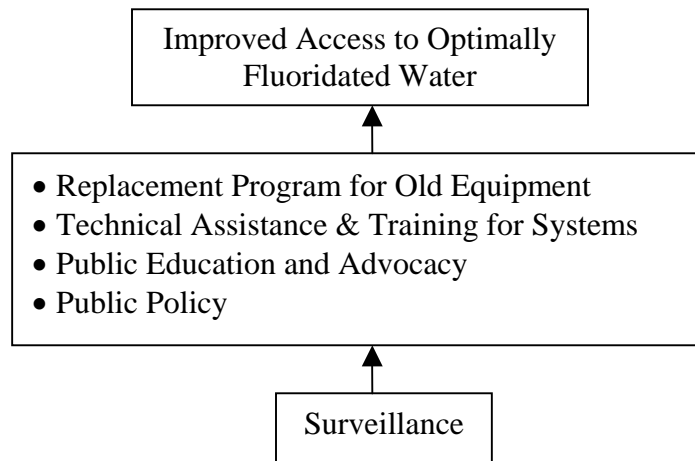 Improved Access to Optimally
Fluoridated Water
• Replacement Program for Old Equipment
• Technical Assistance & Training for Systems
• Public Education and Advocacy
• Public Policy
Surveillance